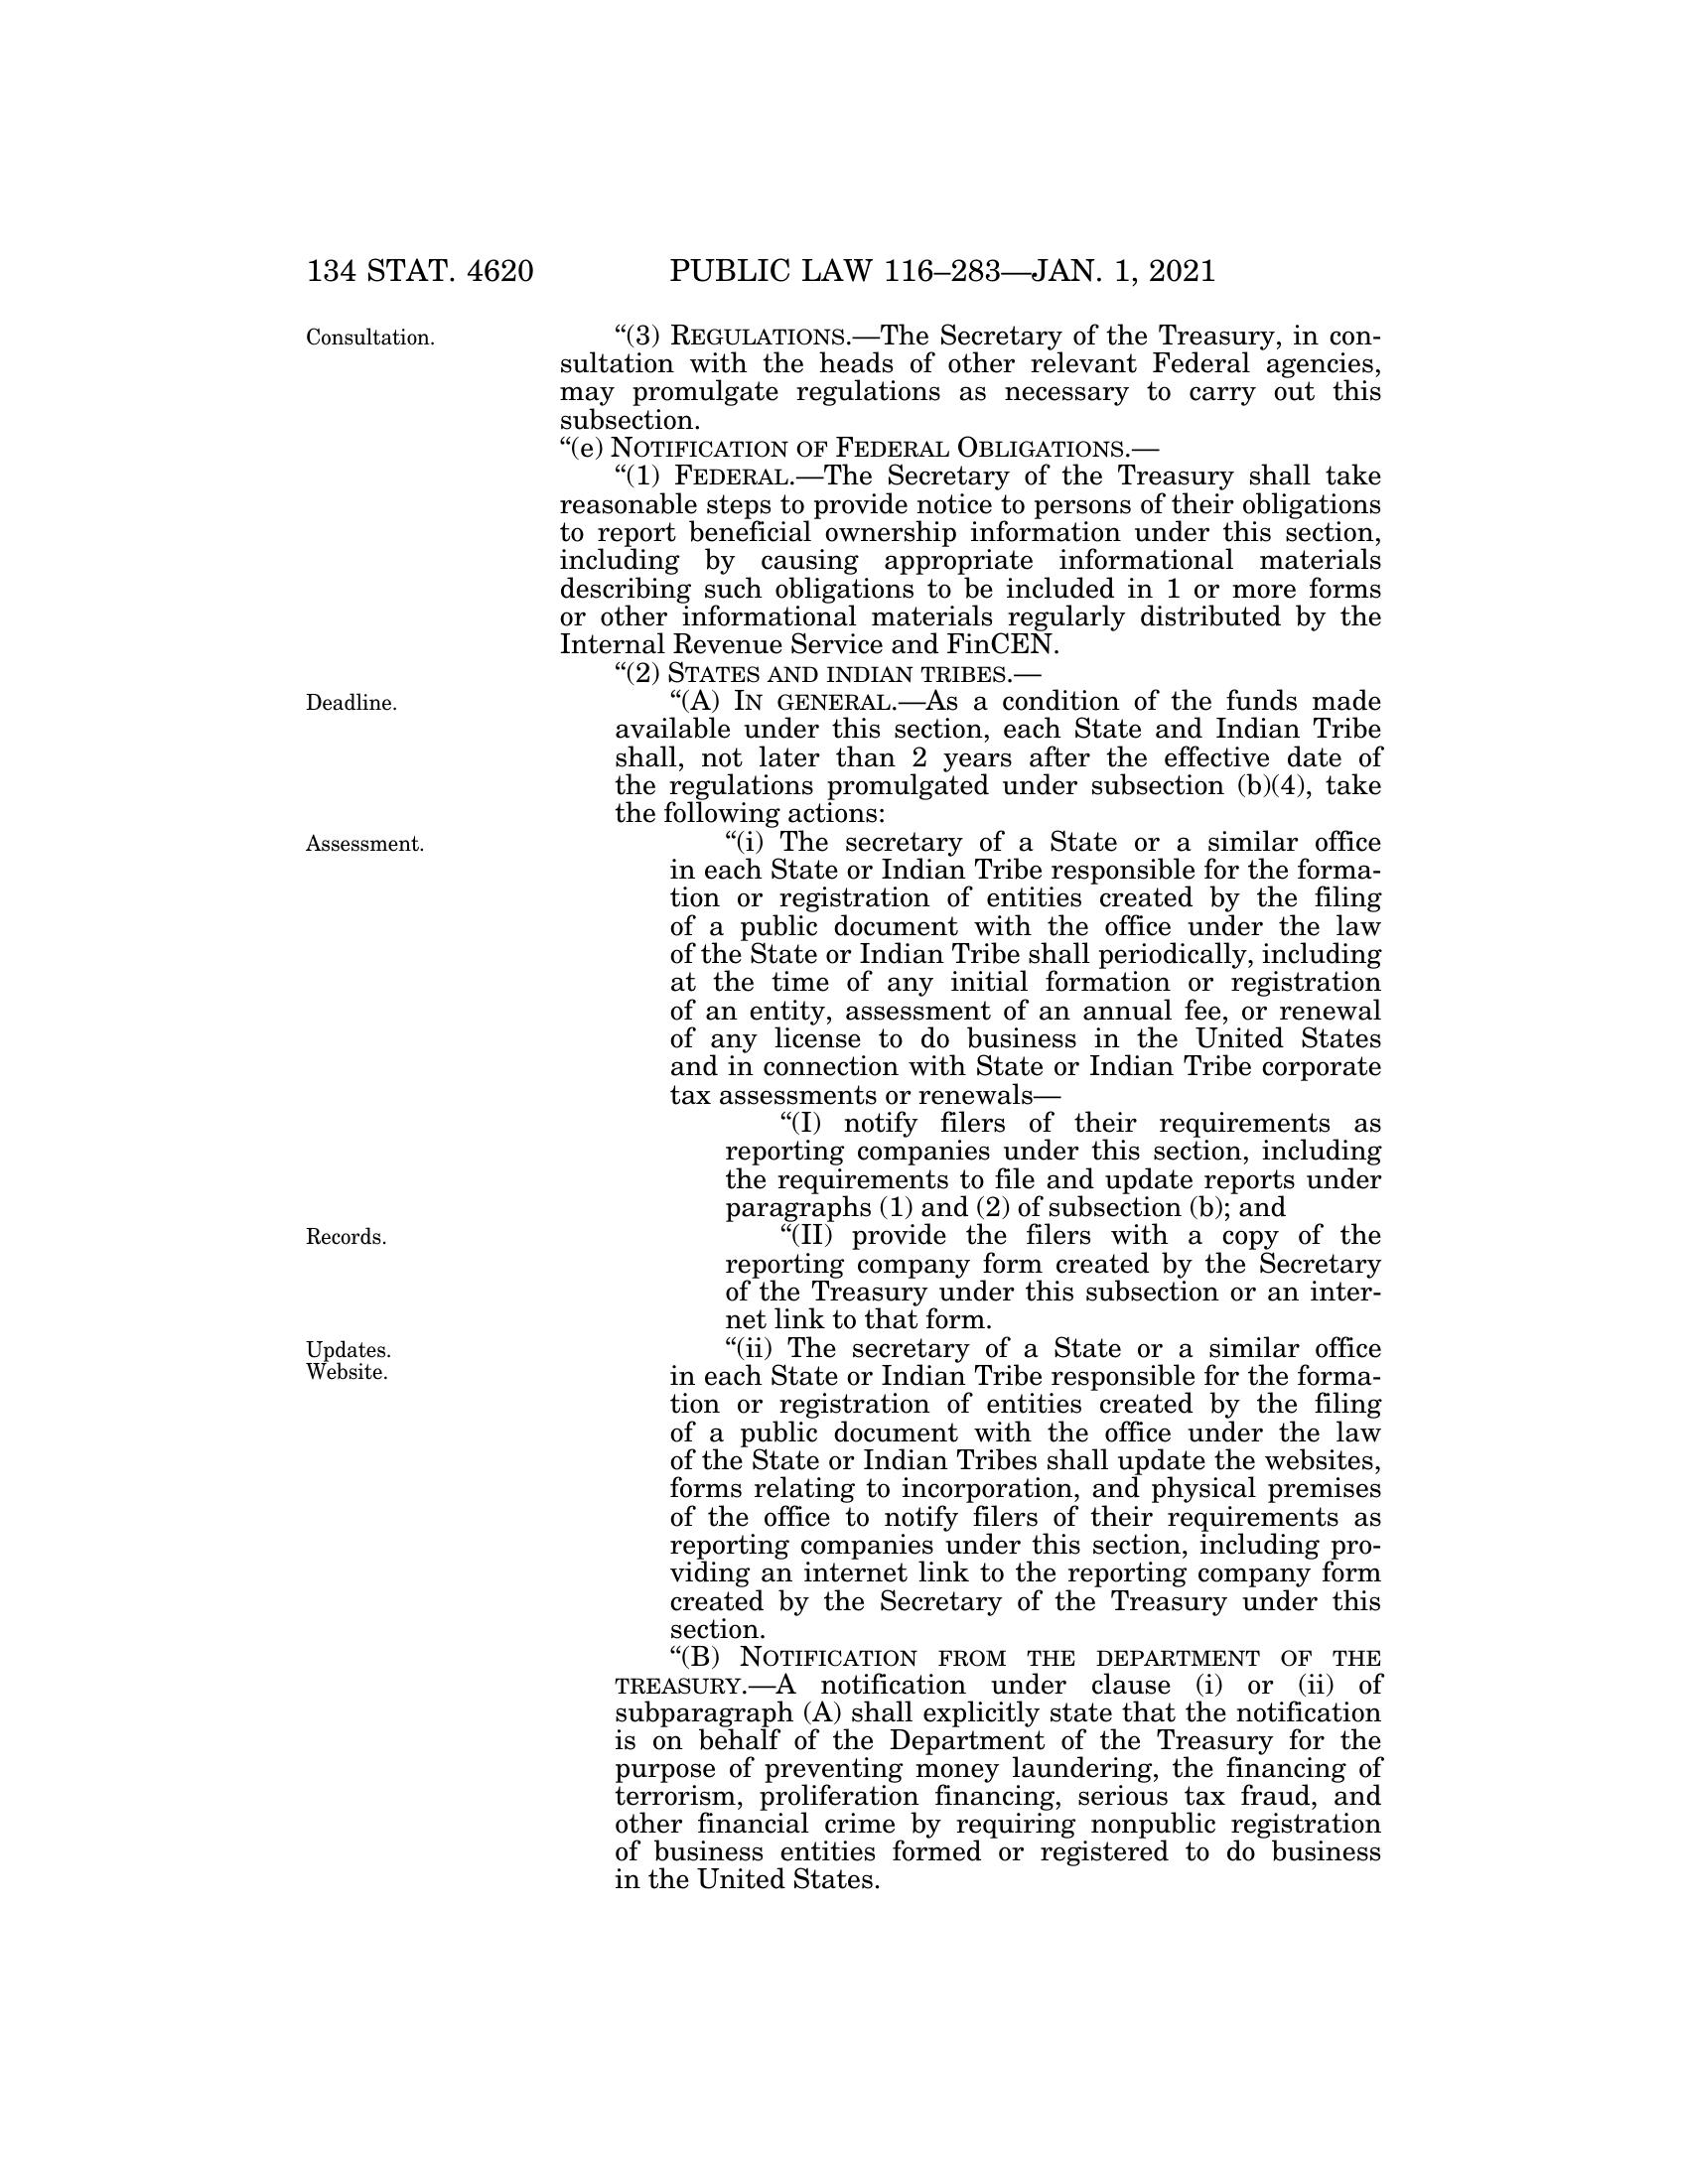 134 STAT. 4620 PUBLIC LAW 116–283—JAN. 1, 2021
Consultation.
“(3) REGULATIONS.—The Secretary of the Treasury, in con-
sultation with the heads of other relevant Federal agencies,
may promulgate regulations as necessary to carry out this
subsection.
“(e) NOTIFICATION OF FEDERAL OBLIGATIONS.—
“(1) FEDERAL.—The Secretary of the Treasury shall take
reasonable steps to provide notice to persons of their obligations
to report beneficial ownership information under this section,
including by causing appropriate informational materials
describing such obligations to be included in 1 or more forms
or other informational materials regularly distributed by the
Internal Revenue Service and FinCEN.
“(2) STATES AND INDIAN TRIBES.—
Deadline.
“(A) IN GENERAL.—As a condition of the funds made
available under this section, each State and Indian Tribe
shall, not later than 2 years after the effective date of
the regulations promulgated under subsection (b)(4), take
the following actions:
Assessment.
“(i) The secretary of a State or a similar office
in each State or Indian Tribe responsible for the forma-
tion or registration of entities created by the filing
of a public document with the office under the law
of the State or Indian Tribe shall periodically, including
at the time of any initial formation or registration
of an entity, assessment of an annual fee, or renewal
of any license to do business in the United States
and in connection with State or Indian Tribe corporate
tax assessments or renewals—
“(I) notify filers of their requirements as
reporting companies under this section, including
the requirements to file and update reports under
paragraphs (1) and (2) of subsection (b); and
Records.
“(II) provide the filers with a copy of the
reporting company form created by the Secretary
of the Treasury under this subsection or an inter-
net link to that form.
Updates.
Website.
“(ii) The secretary of a State or a similar office
in each State or Indian Tribe responsible for the forma-
tion or registration of entities created by the filing
of a public document with the office under the law
of the State or Indian Tribes shall update the websites,
forms relating to incorporation, and physical premises
of the office to notify filers of their requirements as
reporting companies under this section, including pro-
viding an internet link to the reporting company form
created by the Secretary of the Treasury under this
section.
“(B) NOTIFICATION FROM THE DEPARTMENT OF THE
TREASURY.—A notification under clause (i) or (ii) of
subparagraph (A) shall explicitly state that the notification
is on behalf of the Department of the Treasury for the
purpose of preventing money laundering, the financing of
terrorism, proliferation financing, serious tax fraud, and
other financial crime by requiring nonpublic registration
of business entities formed or registered to do business
in the United States.